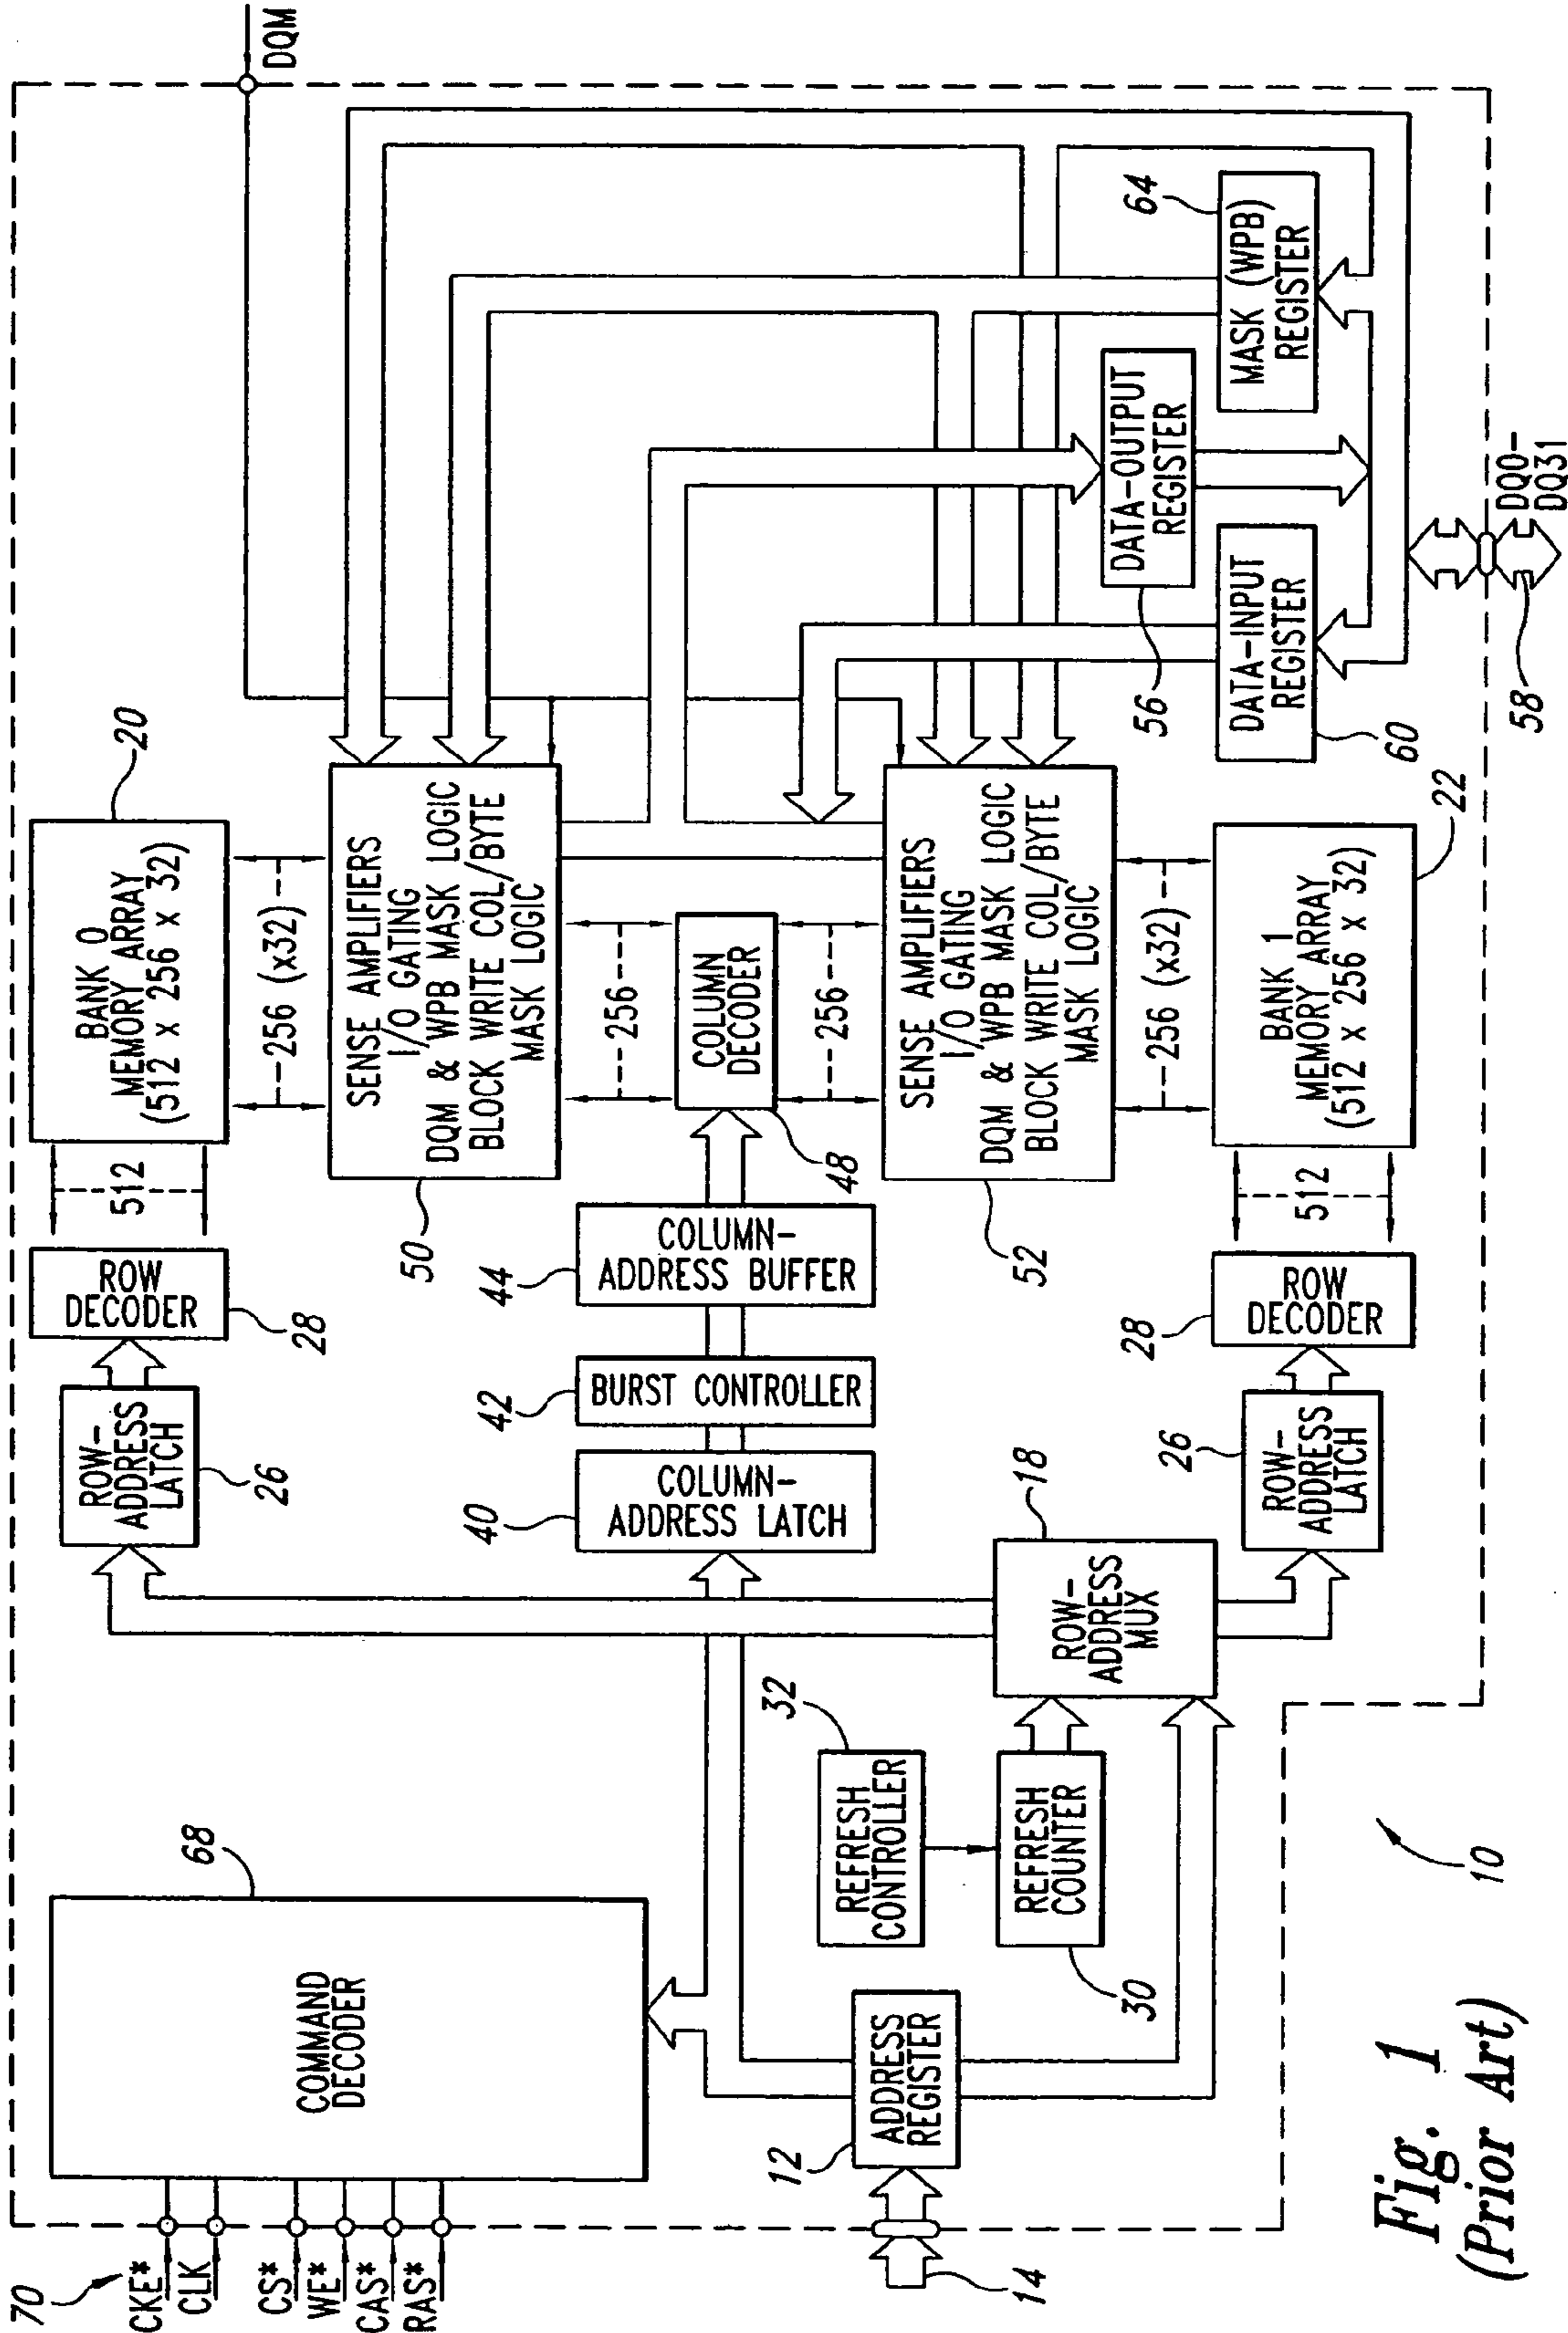 70
CKE*
CLK
CS*
WE*
CAS*
RAS*
COMMAND
DECODER
68
14
12
ADDRESS
REGISTER
REFRESH
CONTROLLER
32
REFRESH
COUNTER
30
ROW-
ADDRESS
MUX
18
ROW-
ADDRESS
LATCH
26
ROW
DECODER
28
512
BANK 0
MEMORY ARRAY
(512 x 256 x 32)
20
256 (x32)
SENSE AMPLIFIERS
I/O GATING
DQM & WPB MASK LOGIC
BLOCK WRITE COL/BYTE
MASK LOGIC
50
256
COLUMN-
ADDRESS LATCH
40
BURST CONTROLLER
42
COLUMN-
ADDRESS BUFFER
44
COLUMN
DECODER
48
256
SENSE AMPLIFIERS
I/O GATING
DQM & WPB MASK LOGIC
BLOCK WRITE COL/BYTE
MASK LOGIC
52
256 (x32)
ROW-
ADDRESS
LATCH
26
ROW
DECODER
28
512
BANK 1
MEMORY ARRAY
(512 x 256 x 32)
22
DATA-OUTPUT
REGISTER
56
DATA-INPUT
REGISTER
60
MASK (WPB)
REGISTER
64
DQM
DQ0-
DQ31
58
10
Fig. 1
(Prior Art)